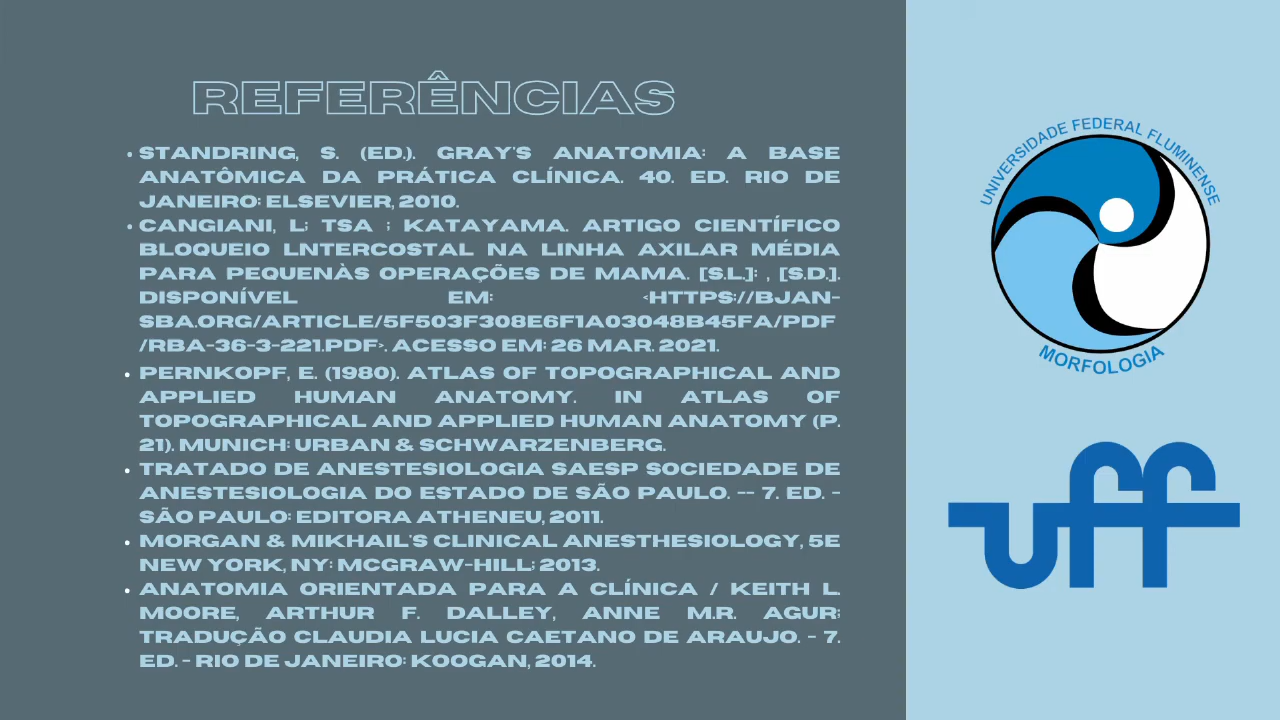 REFERÊNCIAS
• STANDRING, S. (ED.). GRAY'S ANATOMIA: A BASE
ANATÔMICA DA PRÁTICA CLÍNICA. 40. ED. RIO DE
JANEIRO: ELSEVIER, 2010.
• CANGIANI, L; TSA ; KATAYAMA. ARTIGO CIENTÍFICO
BLOQUEIO LNTERCOSTAL NA LINHA AXILAR MÉDIA
PARA PEQUENÀS OPERAÇÕES DE MAMA. [S.L.]: , [S.D.].
DISPONÍVEL EM: <HTTPS://BJAN-
SBA.ORG/ARTICLE/5F503F308E6F1A03048B45FA/PDF
/RBA-36-3-221.PDF>. ACESSO EM: 26 MAR. 2021.
• PERNKOPF, E. (1980). ATLAS OF TOPOGRAPHICAL AND
APPLIED HUMAN ANATOMY. IN ATLAS OF
TOPOGRAPHICAL AND APPLIED HUMAN ANATOMY (P.
21). MUNICH: URBAN & SCHWARZENBERG.
• TRATADO DE ANESTESIOLOGIA SAESP SOCIEDADE DE
ANESTESIOLOGIA DO ESTADO DE SÃO PAULO. -- 7. ED. -
SÃO PAULO: EDITORA ATHENEU, 2011.
• MORGAN & MIKHAIL'S CLINICAL ANESTHESIOLOGY, 5E
NEW YORK, NY: MCGRAW-HILL; 2013.
• ANATOMIA ORIENTADA PARA A CLÍNICA / KEITH L.
MOORE, ARTHUR F. DALLEY, ANNE M.R. AGUR;
TRADUÇÃO CLAUDIA LUCIA CAETANO DE ARAUJO. - 7.
ED. - RIO DE JANEIRO: KOOGAN, 2014.
UNIVERSIDADE FEDERAL FLUMINENSE
MORFOLOGIA
uff